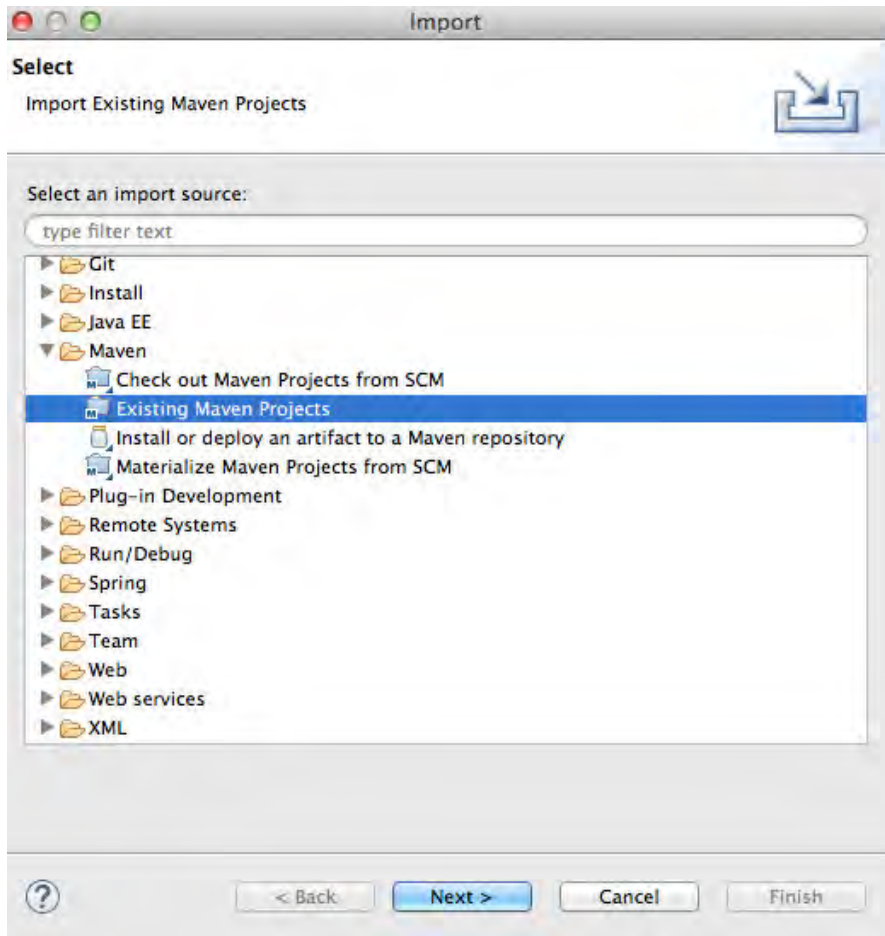 Import
Select
Import Existing Maven Projects
Select an import source:
type filter text
Git
Install
Java EE
Maven
Check out Maven Projects from SCM
Existing Maven Projects
Install or deploy an artifact to a Maven repository
Materialize Maven Projects from SCM
Plug-in Development
Remote Systems
Run/Debug
Spring
Tasks
Team
Web
Web services
XML
? < Back Next > Cancel Finish